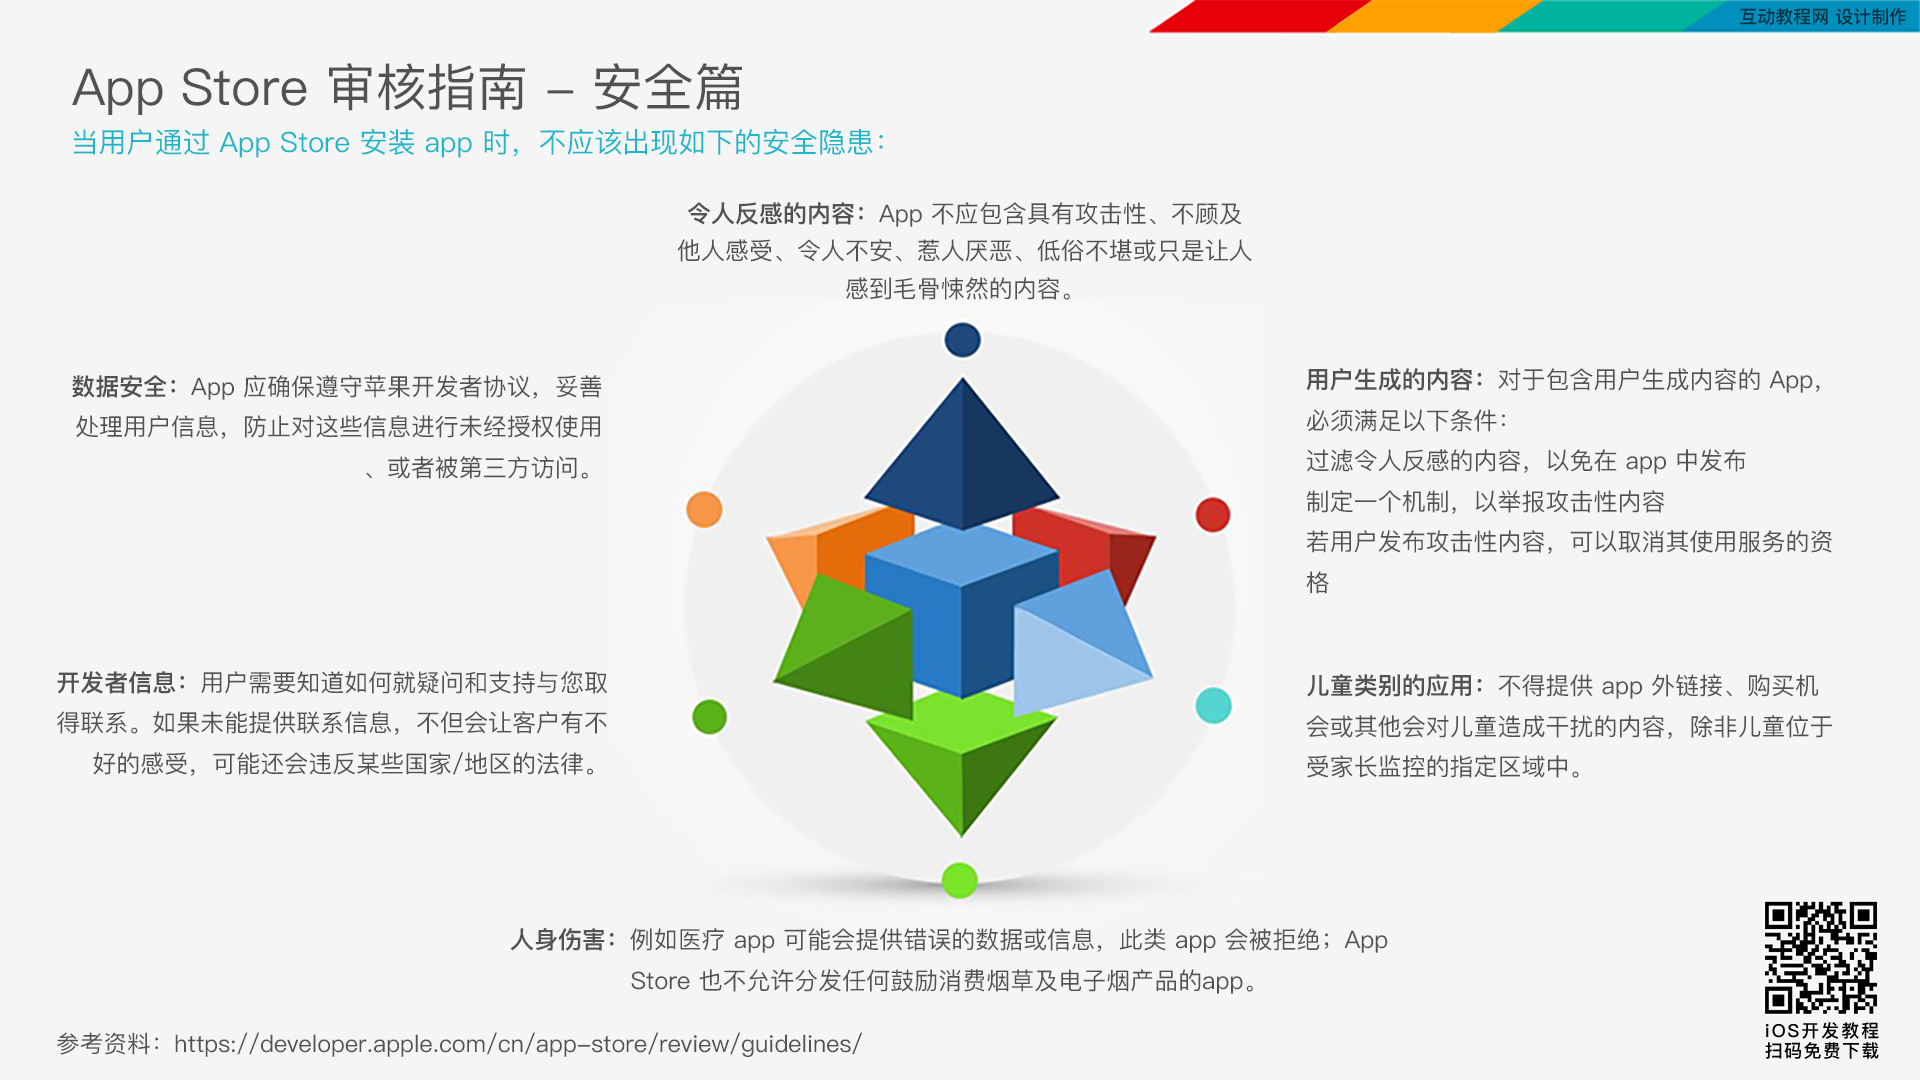 互动教程网 设计制作
App Store 审核指南 – 安全篇
当用户通过 App Store 安装 app 时，不应该出现如下的安全隐患：
令人反感的内容：App 不应包含具有攻击性、不顾及
他人感受、令人不安、惹人厌恶、低俗不堪或只是让人
感到毛骨悚然的内容。
数据安全：App 应确保遵守苹果开发者协议，妥善
处理用户信息，防止对这些信息进行未经授权使用
、或者被第三方访问。
用户生成的内容：对于包含用户生成内容的 App，
必须满足以下条件：
过滤令人反感的内容，以免在 app 中发布
制定一个机制，以举报攻击性内容
若用户发布攻击性内容，可以取消其使用服务的资
格
开发者信息：用户需要知道如何就疑问和支持与您取
得联系。如果未能提供联系信息，不但会让客户有不
好的感受，可能还会违反某些国家/地区的法律。
儿童类别的应用：不得提供 app 外链接、购买机
会或其他会对儿童造成干扰的内容，除非儿童位于
受家长监控的指定区域中。
人身伤害：例如医疗 app 可能会提供错误的数据或信息，此类 app 会被拒绝；App
Store 也不允许分发任何鼓励消费烟草及电子烟产品的app。
参考资料：https://developer.apple.com/cn/app-store/review/guidelines/
iOS开发教程
扫码免费下载